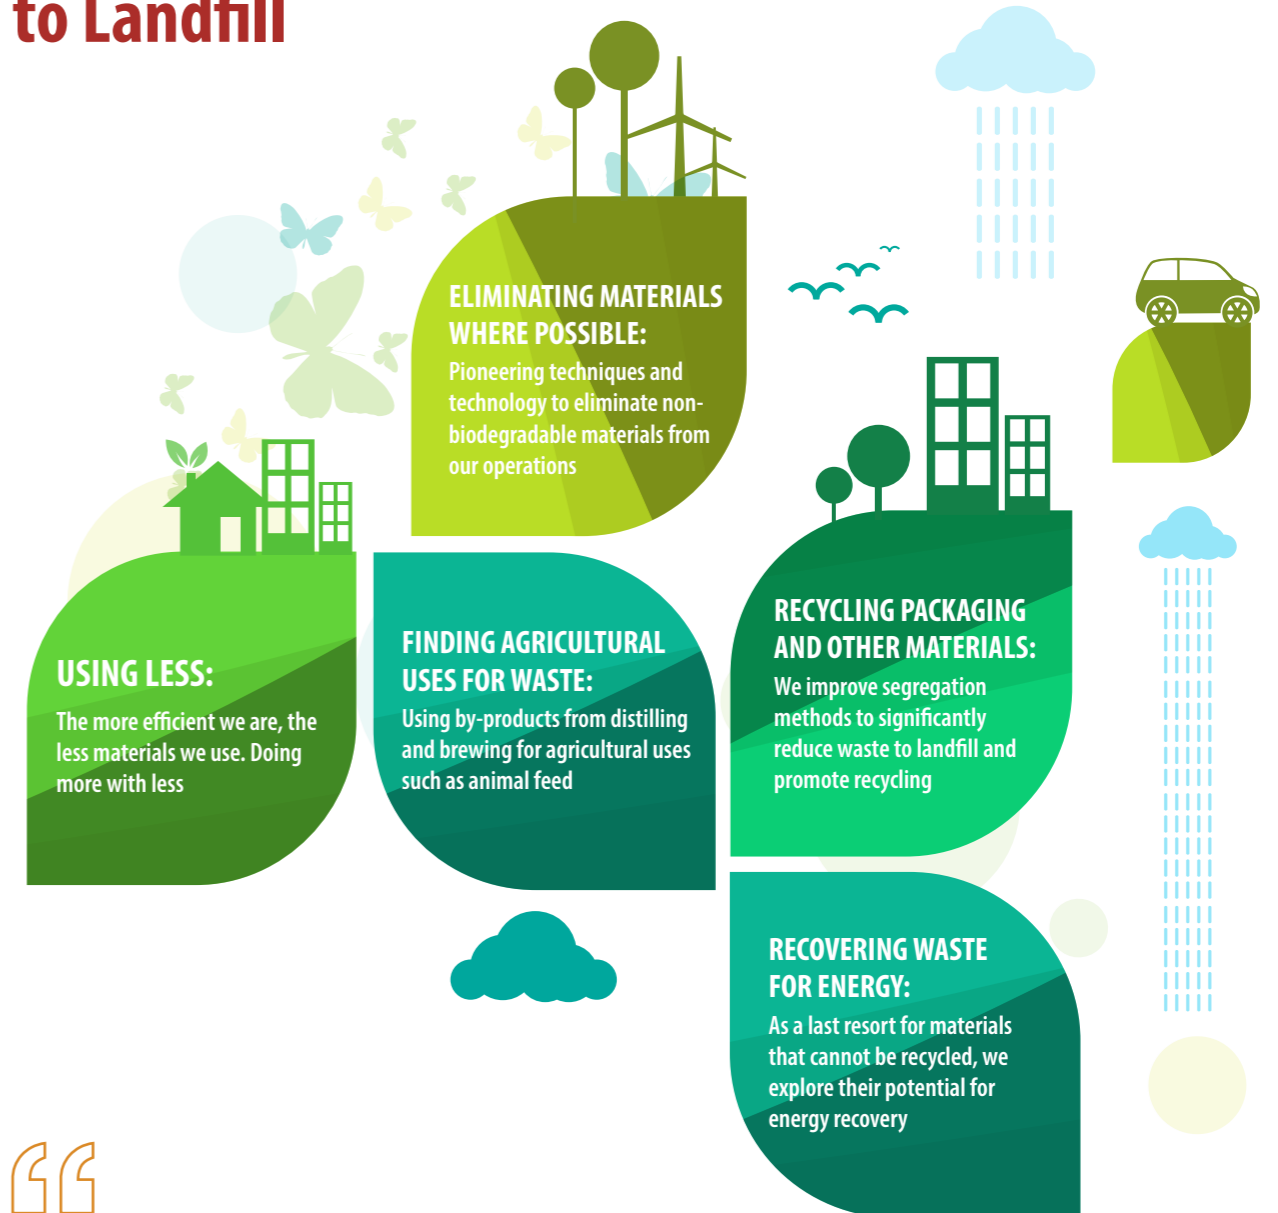 to Landfill
ELIMINATING MATERIALS
WHERE POSSIBLE:
Pioneering techniques and
technology to eliminate non-
biodegradable materials from
our operations
USING LESS:
The more efficient we are, the
less materials we use. Doing
more with less
FINDING AGRICULTURAL
USES FOR WASTE:
Using by-products from distilling
and brewing for agricultural uses
such as animal feed
RECYCLING PACKAGING
AND OTHER MATERIALS:
We improve segregation
methods to significantly
reduce waste to landfill and
promote recycling
RECOVERING WASTE
FOR ENERGY:
As a last resort for materials
that cannot be recycled, we
explore their potential for
energy recovery
“